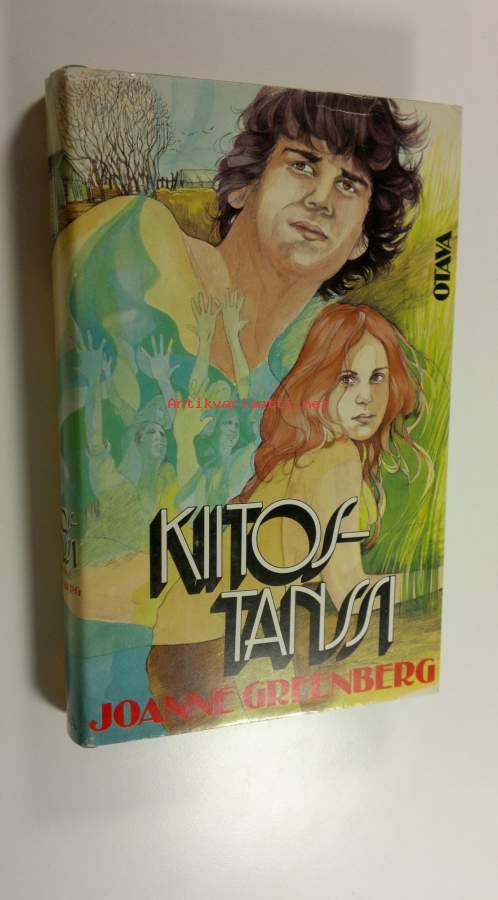 OTAVA
Antikvariaatti.net
KIITOS-
TANSSI
JOANNE GREENBERG